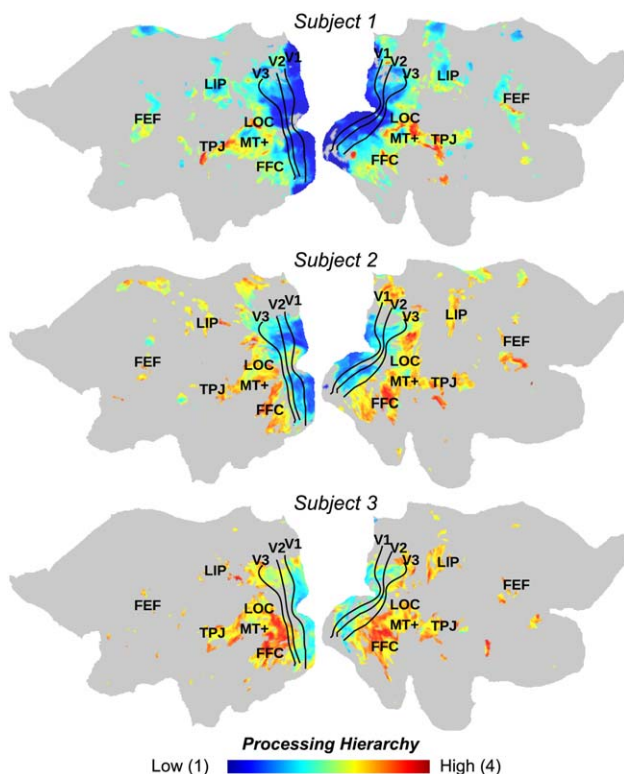 Subject 1
V1
V2
V3
LIP
FEF
LOC
TPJ
MT+
FFC
V1
V2
V3
LIP
FEF
LOC
MT+
TPJ
FFC
Subject 2
V2
V1
V3
LIP
FEF
LOC
TPJ
MT+
FFC
V1
V2
V3
LIP
FEF
LOC
MT+
TPJ
FFC
Subject 3
V2
V1
V3
LIP
FEF
LOC
TPJ
MT+
FFC
V1
V2
V3
LIP
FEF
LOC
MT+
TPJ
FFC
Processing Hierarchy
Low (1) High (4)